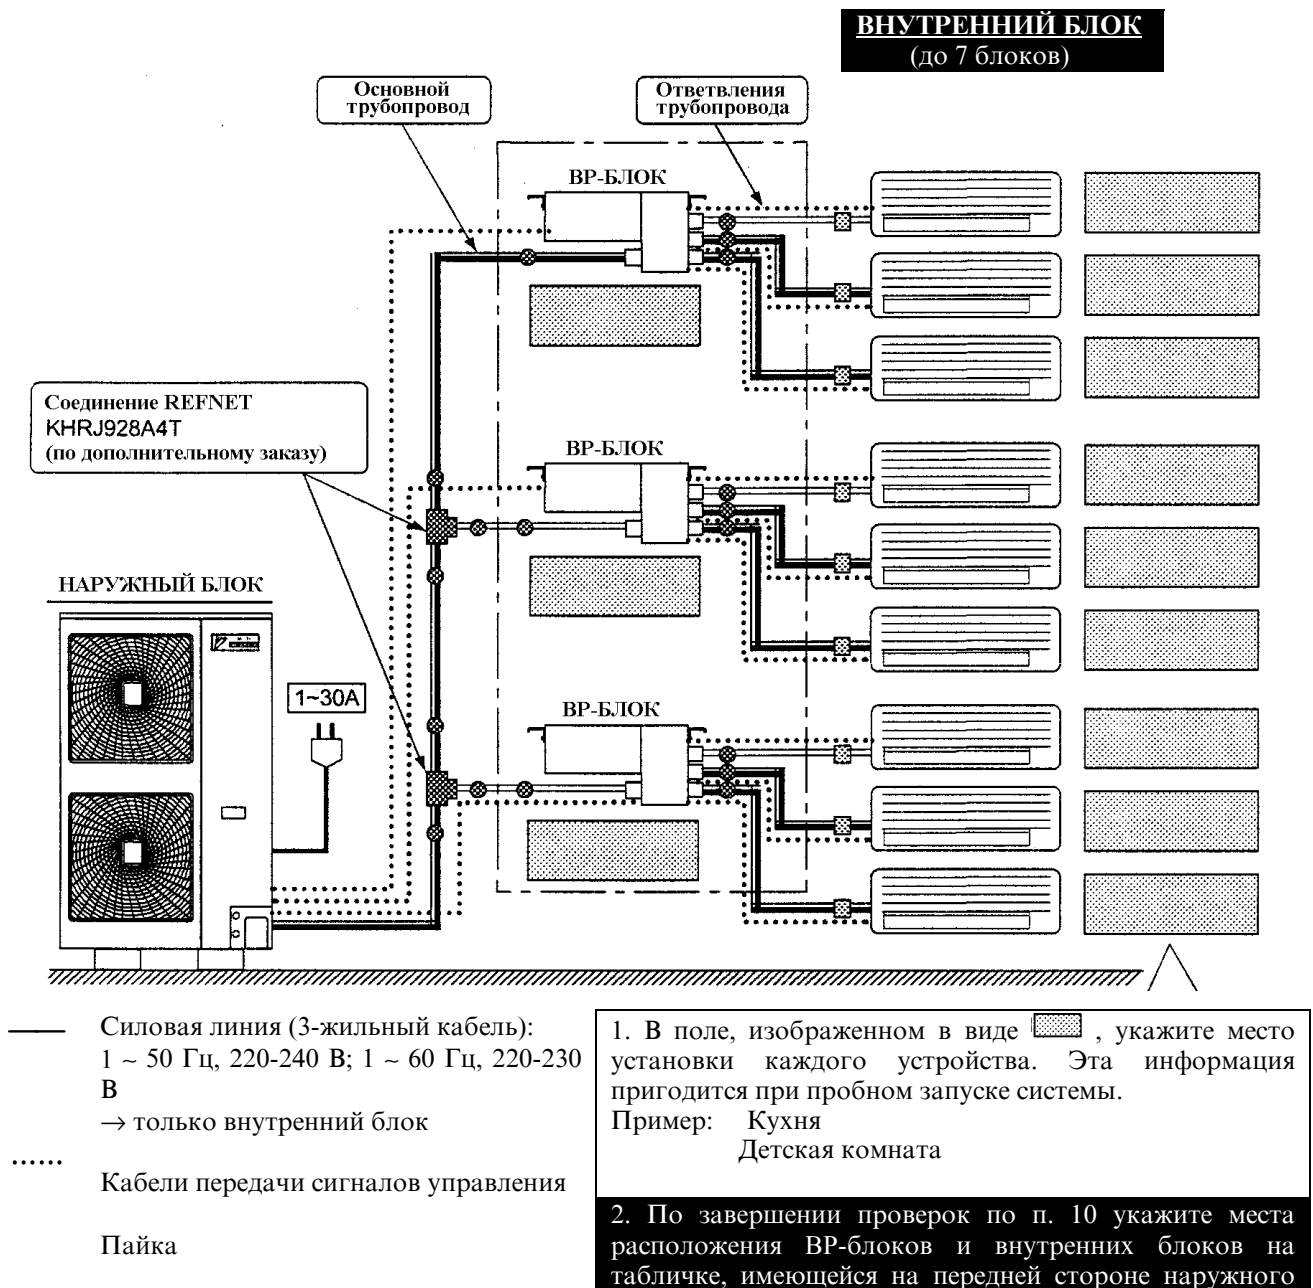 ВНУТРЕННИЙ БЛОК
(до 7 блоков)
Основной
трубопровод
Ответвления
трубопровода
ВР-БЛОК
Соединение REFNET
KHRJ928A4T
(по дополнительному заказу)
ВР-БЛОК
НАРУЖНЫЙ БЛОК
1~30A
ВР-БЛОК
Силовая линия (3-жильный кабель):
1 ~ 50 Гц, 220-240 В; 1 ~ 60 Гц, 220-230
В
→ только внутренний блок
Кабели передачи сигналов управления
Пайка
1. В поле, изображенном в виде , укажите место
установки каждого устройства. Эта информация
пригодится при пробном запуске системы.
Пример: Кухня
Детская комната
2. По завершении проверок по п. 10 укажите места
расположения ВР-блоков и внутренних блоков на
табличке, имеющейся на передней стороне наружного